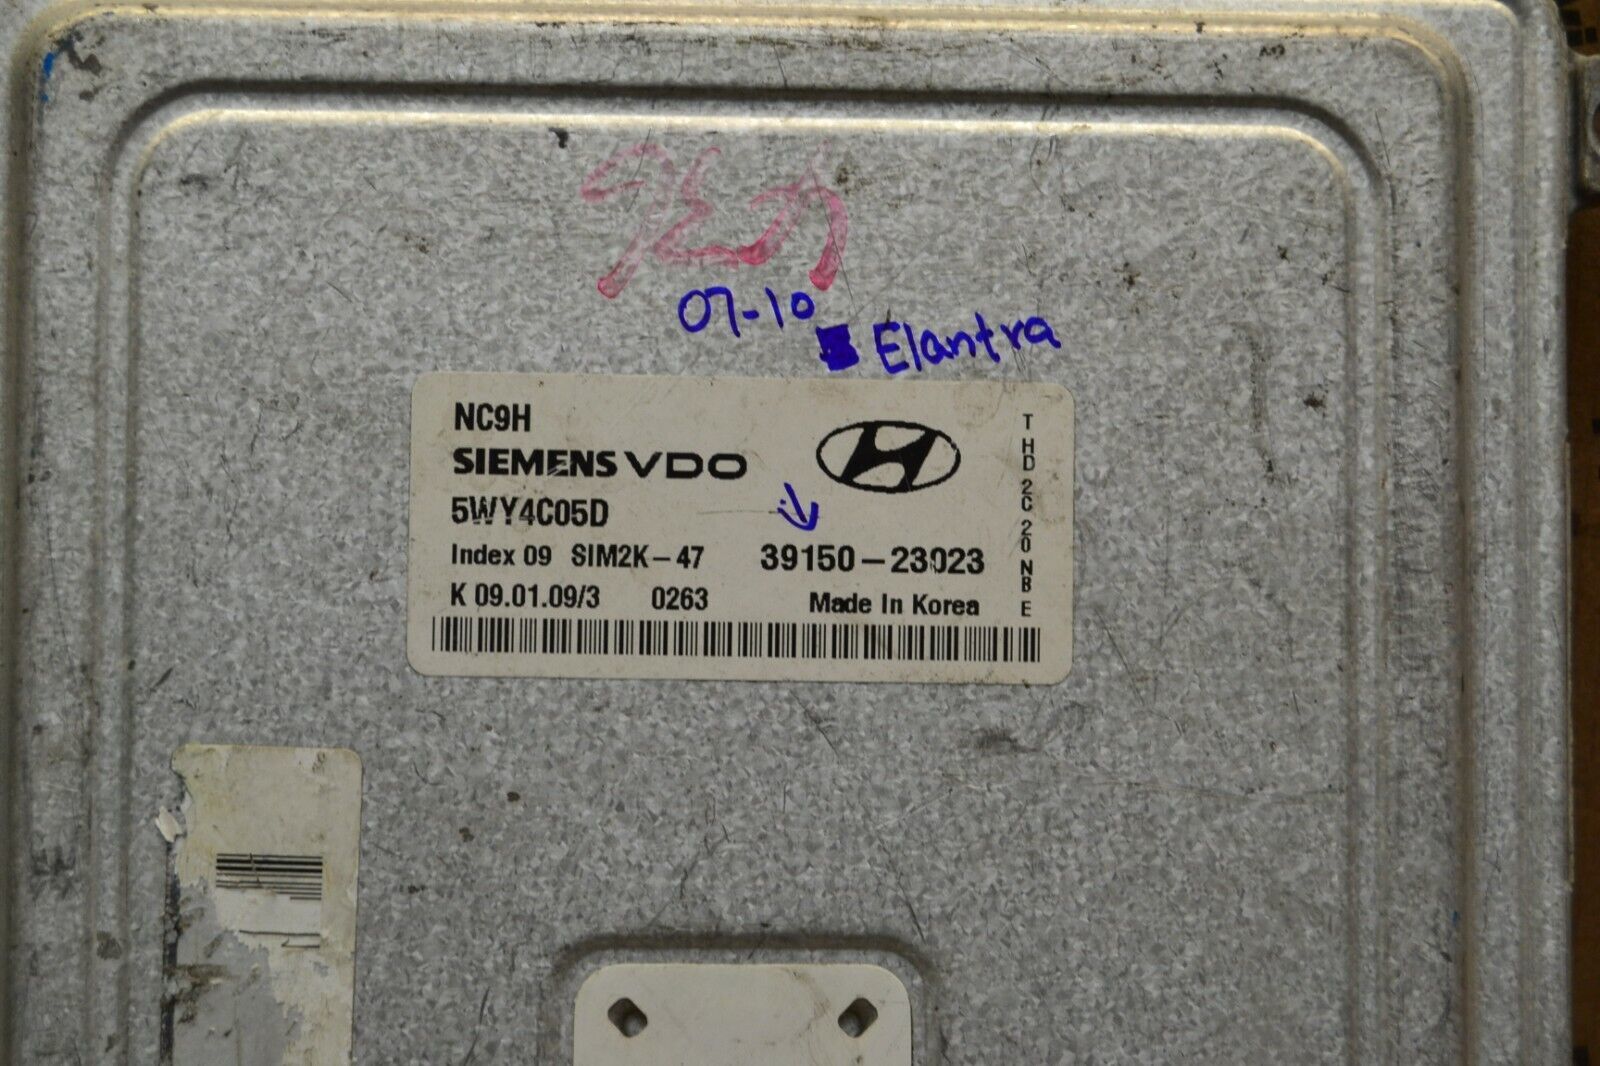 07-10
Elantra
NC9H
SIEMENS VDO
5WY4C05D
Index 09 SIM2K-47 39150-23023
K 09.01.09/3 0263 Made In Korea
THD 2C 20 NB E